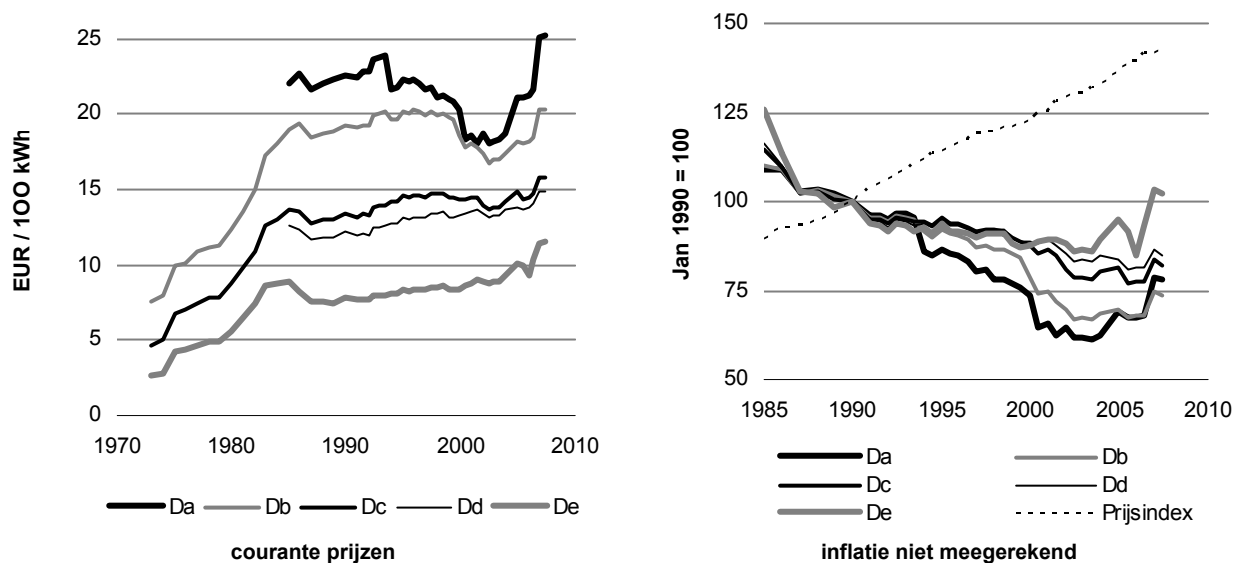 EUR / 1OO kWh
25
20
15
10
5
0
1970 1980 1990 2000 2010
Da Db Dc Dd De
courante prijzen
Jan 1990 = 100
150
125
100
75
50
1985 1990 1995 2000 2005 2010
Da Db
Dc Dd
De Prijsindex
inflatie niet meegerekend